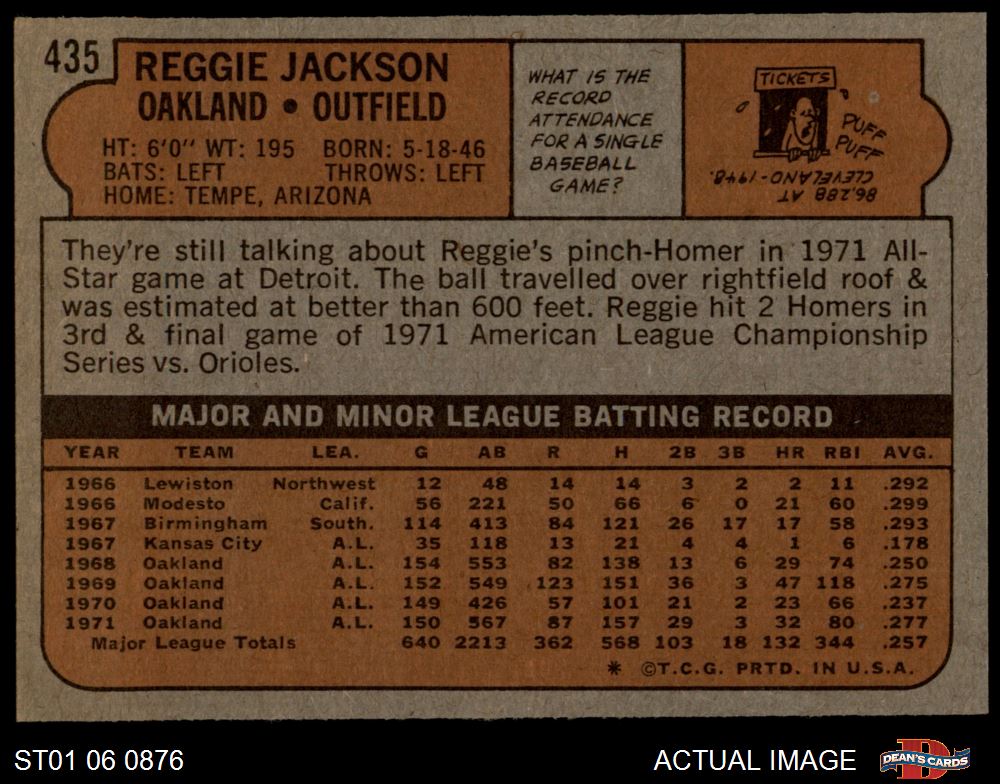 435
REGGIE JACKSON
OAKLAND • OUTFIELD
HT: 6'0" WT: 195 BORN: 5-18-46
BATS: LEFT THROWS: LEFT
HOME: TEMPE, ARIZONA
WHAT IS THE
RECORD
ATTENDANCE
FOR A SINGLE
BASEBALL
GAME?
TICKETS
PUFF
PUFF
86,288 AT
CLEVELAND-1948.
They're still talking about Reggie's pinch-Homer in 1971 All-
Star game at Detroit. The ball travelled over rightfield roof &
was estimated at better than 600 feet. Reggie hit 2 Homers in
3rd & final game of 1971 American League Championship
Series vs. Orioles.
MAJOR AND MINOR LEAGUE BATTING RECORD
YEAR TEAM LEA. G AB R H 2B 3B HR RBI AVG.
1966 Lewiston Northwest 12 48 14 14 3 2 2 11 .292
1966 Modesto Calif. 56 221 50 66 6 0 21 60 .299
1967 Birmingham South. 114 413 84 121 26 17 17 58 .293
1967 Kansas City A.L. 35 118 13 21 4 4 1 6 .178
1968 Oakland A.L. 154 553 82 138 13 6 29 74 .250
1969 Oakland A.L. 152 549 123 151 36 3 47 118 .275
1970 Oakland A.L. 149 426 57 101 21 2 23 66 .237
1971 Oakland A.L. 150 567 87 157 29 3 32 80 .277
Major League Totals 640 2213 362 568 103 18 132 344 .257
* ©T.C.G. PRTD. IN U.S.A.
ST01 06 0876
ACTUAL IMAGE
D
DEAN'S CARDS